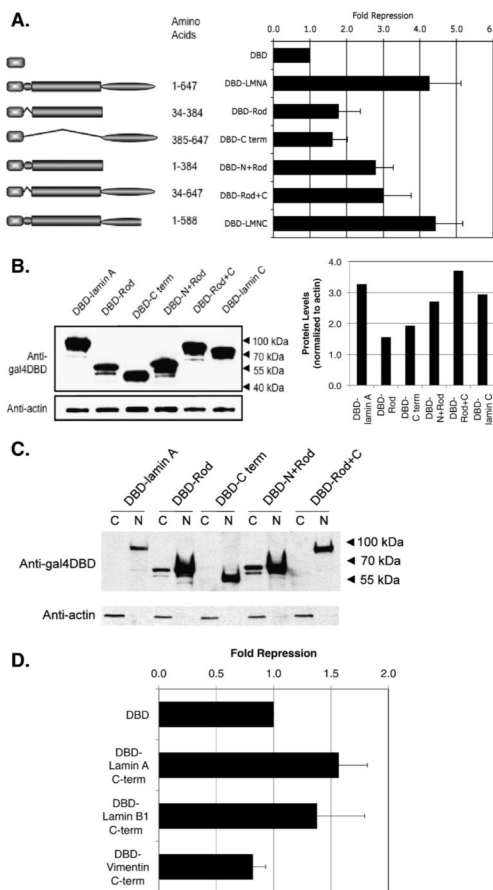 A.
Amino
Acids
1-647
34-384
385-647
1-384
34-647
1-588
Fold Repression
0.0 1.0 2.0 3.0 4.0 5.0 6.0
DBD
DBD-LMNA
DBD-Rod
DBD-C term
DBD-N+Rod
DBD-Rod+C
DBD-LMNC
B.
DBD-lamin A
DBD-Rod
DBD-C term
DBD-N+Rod
DBD-Rod+C
DBD-lamin C
Anti-
gal4DBD
100 kDa
70 kDa
55 kDa
40 kDa
Anti-actin
Protein Levels
(normalized to actin)
4.0
3.0
2.0
1.0
0.0
DBD-
lamin A
DBD-
Rod
DBD-
C term
DBD-
N+Rod
DBD-
Rod+C
DBD-
lamin C
C.
DBD-lamin A
DBD-Rod
DBD-C term
DBD-N+Rod
DBD-Rod+C
C N C N C N C N C N
Anti-gal4DBD
100 kDa
70 kDa
55 kDa
Anti-actin
D.
Fold Repression
0.0 0.5 1.0 1.5 2.0
DBD
DBD-
Lamin A
C-term
DBD-
Lamin B1
C-term
DBD-
Vimentin
C-term